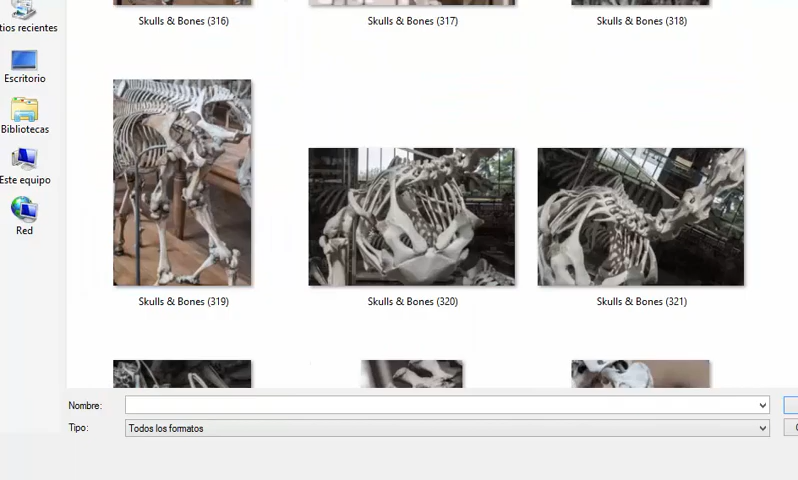 Skulls & Bones (316)
Skulls & Bones (317)
Skulls & Bones (318)
tios recientes
Escritorio
Bibliotecas
Este equipo
Red
Skulls & Bones (319)
Skulls & Bones (320)
Skulls & Bones (321)
Nombre:
Tipo:
Todos los formatos